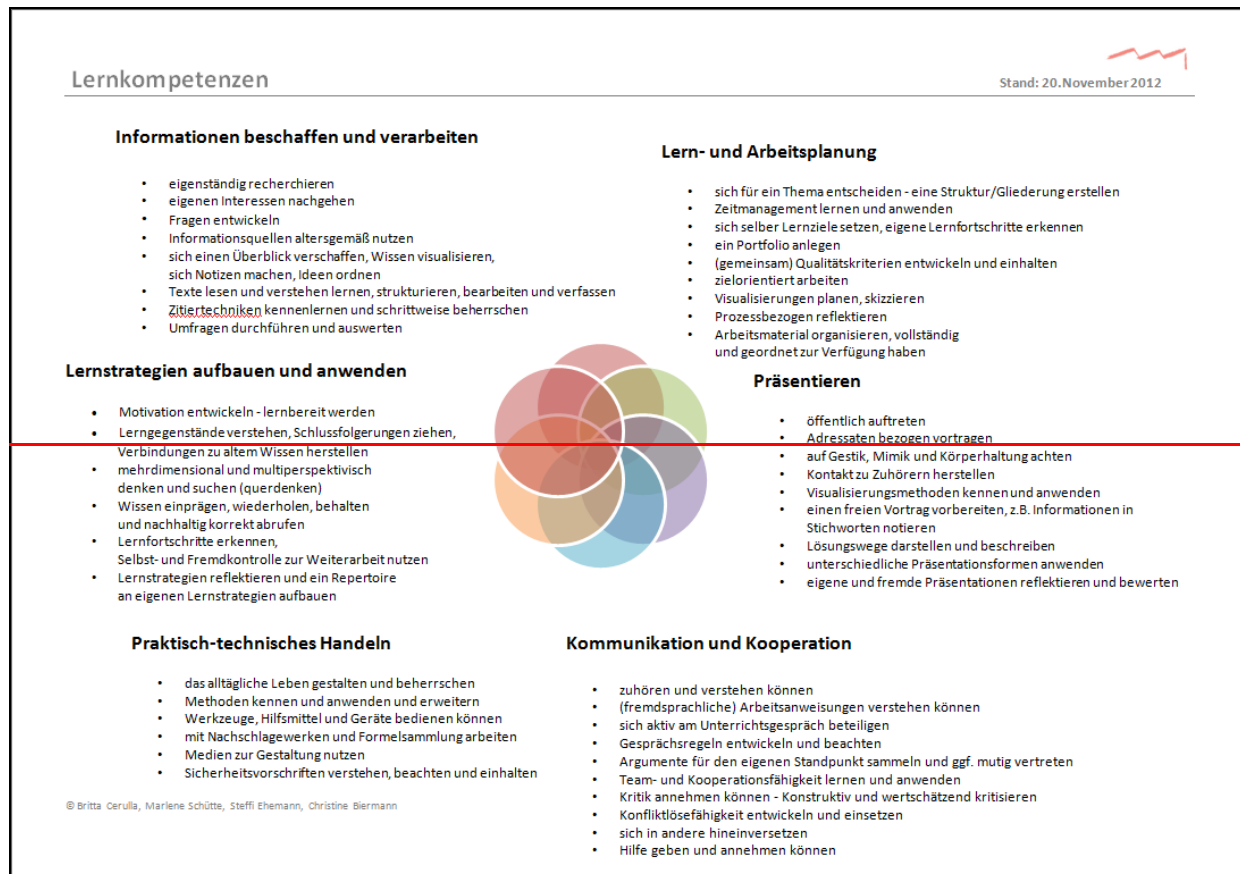 Lernkompetenzen
Stand: 20.November 2012
Informationen beschaffen und verarbeiten
• eigenständig recherchieren
• eigenen Interessen nachgehen
• Fragen entwickeln
• Informationsquellen altersgemäß nutzen
• sich einen Überblick verschaffen, Wissen visualisieren,
sich Notizen machen, Ideen ordnen
• Texte lesen und verstehen lernen, strukturieren, bearbeiten und verfassen
• Zitiertechniken kennenlernen und schrittweise beherrschen
• Umfragen durchführen und auswerten
Lern- und Arbeitsplanung
• sich für ein Thema entscheiden - eine Struktur/Gliederung erstellen
• Zeitmanagement lernen und anwenden
• sich selber Lernziele setzen, eigene Lernfortschritte erkennen
• ein Portfolio anlegen
• (gemeinsam) Qualitätskriterien entwickeln und einhalten
• zielorientiert arbeiten
• Visualisierungen planen, skizzieren
• Prozessbezogen reflektieren
• Arbeitsmaterial organisieren, vollständig
und geordnet zur Verfügung haben
Lernstrategien aufbauen und anwenden
• Motivation entwickeln - lernbereit werden
• Lerngegenstände verstehen, Schlussfolgerungen ziehen,
Verbindungen zu altem Wissen herstellen
• mehrdimensional und multiperspektivisch
denken und suchen (querdenken)
• Wissen einprägen, wiederholen, behalten
und nachhaltig korrekt abrufen
• Lernfortschritte erkennen,
Selbst- und Fremdkontrolle zur Weiterarbeit nutzen
• Lernstrategien reflektieren und ein Repertoire
an eigenen Lernstrategien aufbauen
Präsentieren
• öffentlich auftreten
• Adressaten bezogen vortragen
• auf Gestik, Mimik und Körperhaltung achten
• Kontakt zu Zuhörern herstellen
• Visualisierungsmethoden kennen und anwenden
• einen freien Vortrag vorbereiten, z.B. Informationen in
Stichworten notieren
• Lösungswege darstellen und beschreiben
• unterschiedliche Präsentationsformen anwenden
• eigene und fremde Präsentationen reflektieren und bewerten
Praktisch-technisches Handeln
• das alltägliche Leben gestalten und beherrschen
• Methoden kennen und anwenden und erweitern
• Werkzeuge, Hilfsmittel und Geräte bedienen können
• mit Nachschlagewerken und Formelsammlung arbeiten
• Medien zur Gestaltung nutzen
• Sicherheitsvorschriften verstehen, beachten und einhalten
Kommunikation und Kooperation
• zuhören und verstehen können
• (fremdsprachliche) Arbeitsanweisungen verstehen können
• sich aktiv am Unterrichtsgespräch beteiligen
• Gesprächsregeln entwickeln und beachten
• Argumente für den eigenen Standpunkt sammeln und ggf. mutig vertreten
• Team- und Kooperationsfähigkeit lernen und anwenden
• Kritik annehmen können - Konstruktiv und wertschätzend kritisieren
• Konfliktlösefähigkeit entwickeln und einsetzen
• sich in andere hineinversetzen
• Hilfe geben und annehmen können
© Britta Cerulla, Marlene Schütte, Steffi Ehemann, Christine Biermann